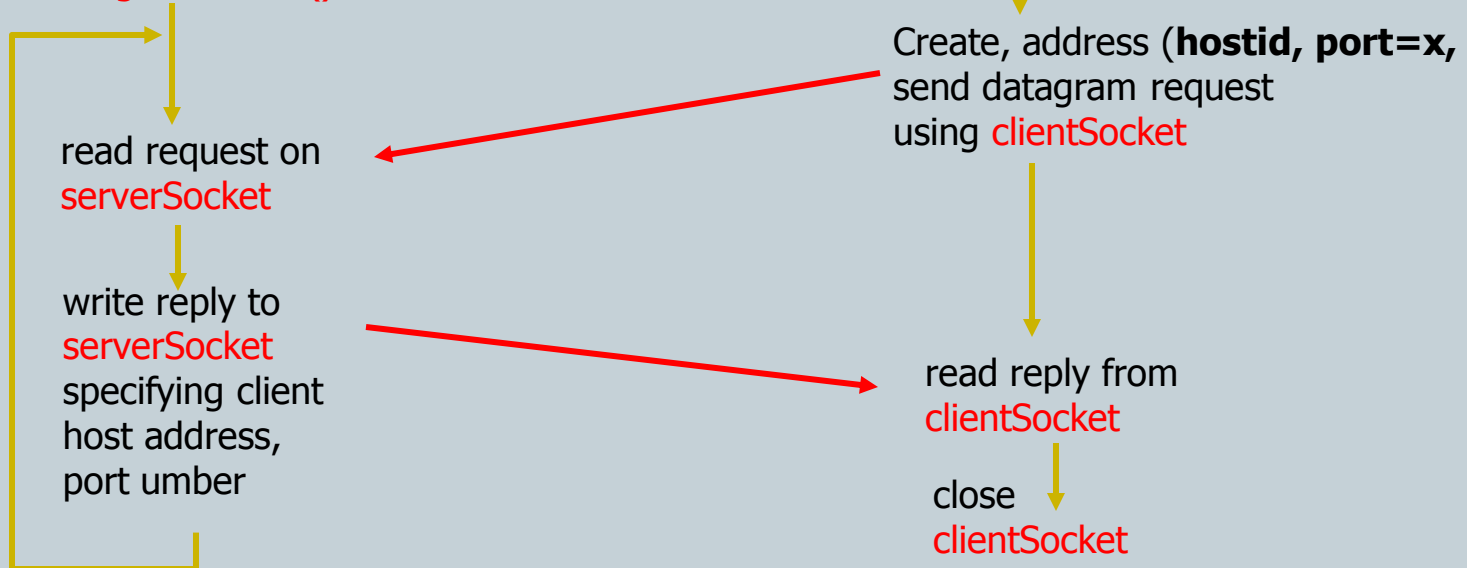 read request on
serverSocket
write reply to
serverSocket
specifying client
host address,
port umber
Create, address (hostid, port=x,
send datagram request
using clientSocket
read reply from
clientSocket
close
clientSocket